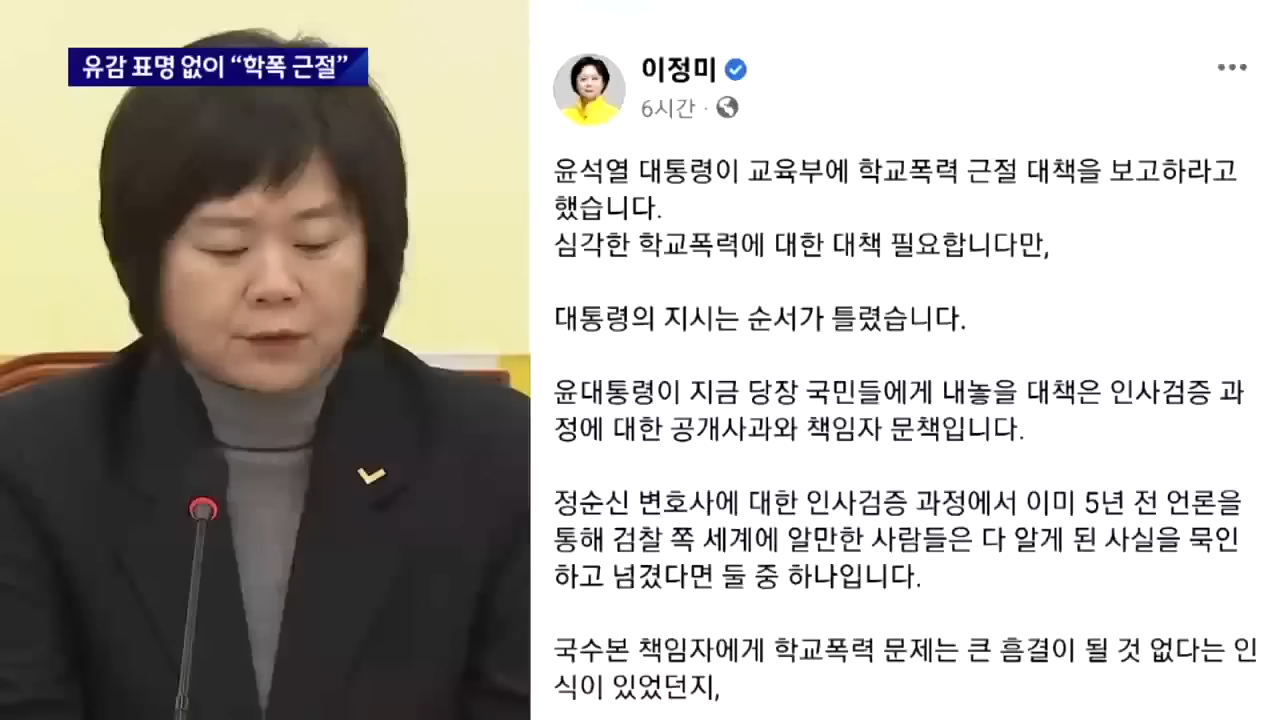 유감 표명 없이 “학폭 근절”
이정미
6시간 ·
윤석열 대통령이 교육부에 학교폭력 근절 대책을 보고하라고
했습니다.
심각한 학교폭력에 대한 대책 필요합니다만,
대통령의 지시는 순서가 틀렸습니다.
윤대통령이 지금 당장 국민들에게 내놓을 대책은 인사검증 과
정에 대한 공개사과와 책임자 문책입니다.
정순신 변호사에 대한 인사검증 과정에서 이미 5년 전 언론을
통해 검찰 쪽 세계에 알만한 사람들은 다 알게 된 사실을 묵인
하고 넘겼다면 둘 중 하나입니다.
국수본 책임자에게 학교폭력 문제는 큰 흠결이 될 것 없다는 인
식이 있었던지,